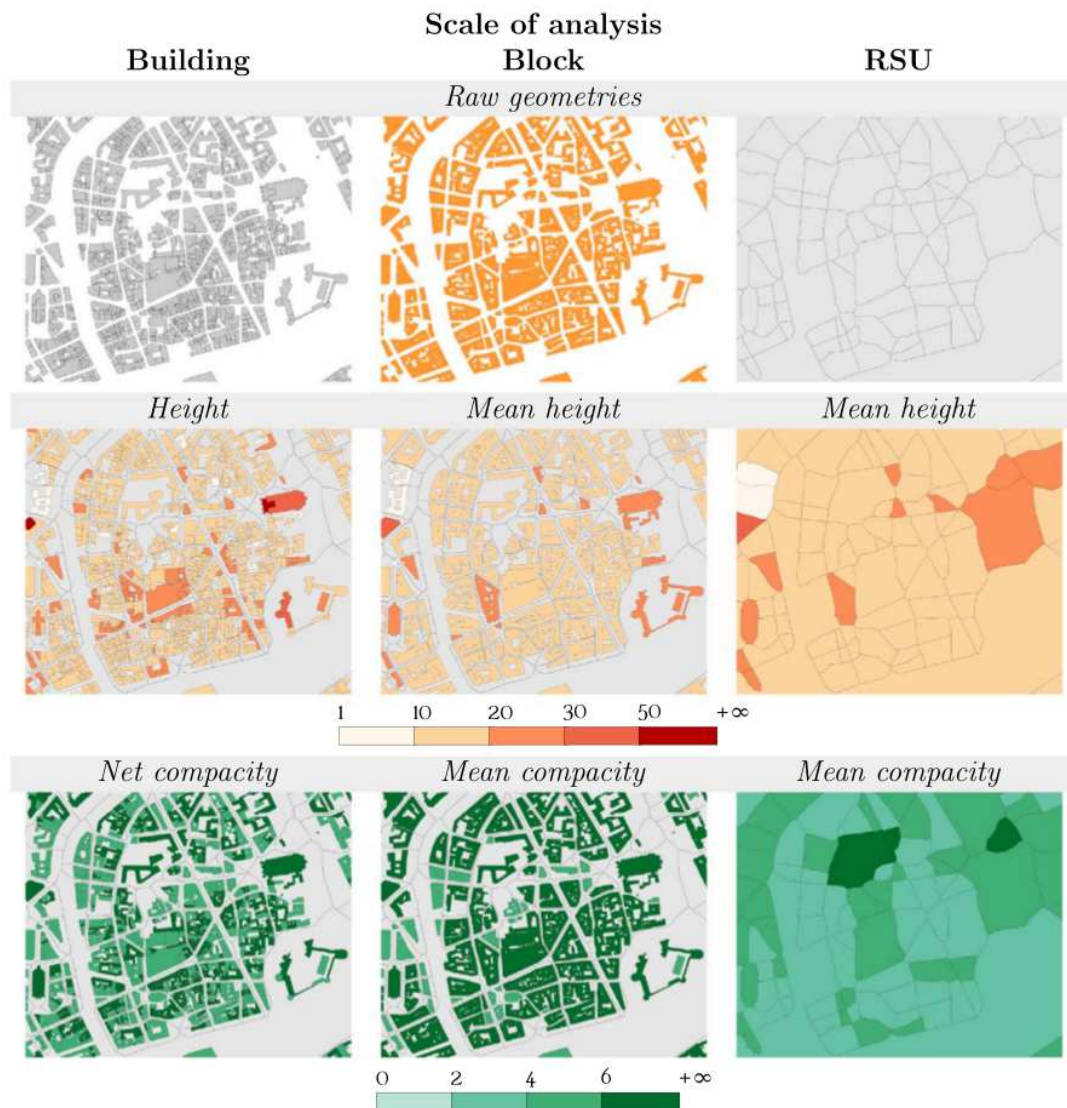 Scale of analysis
Building Block RSU
Raw geometries
Height Mean height Mean height
1 10 20 30 50 +∞
Net compacity Mean compacity Mean compacity
0 2 4 6 +∞